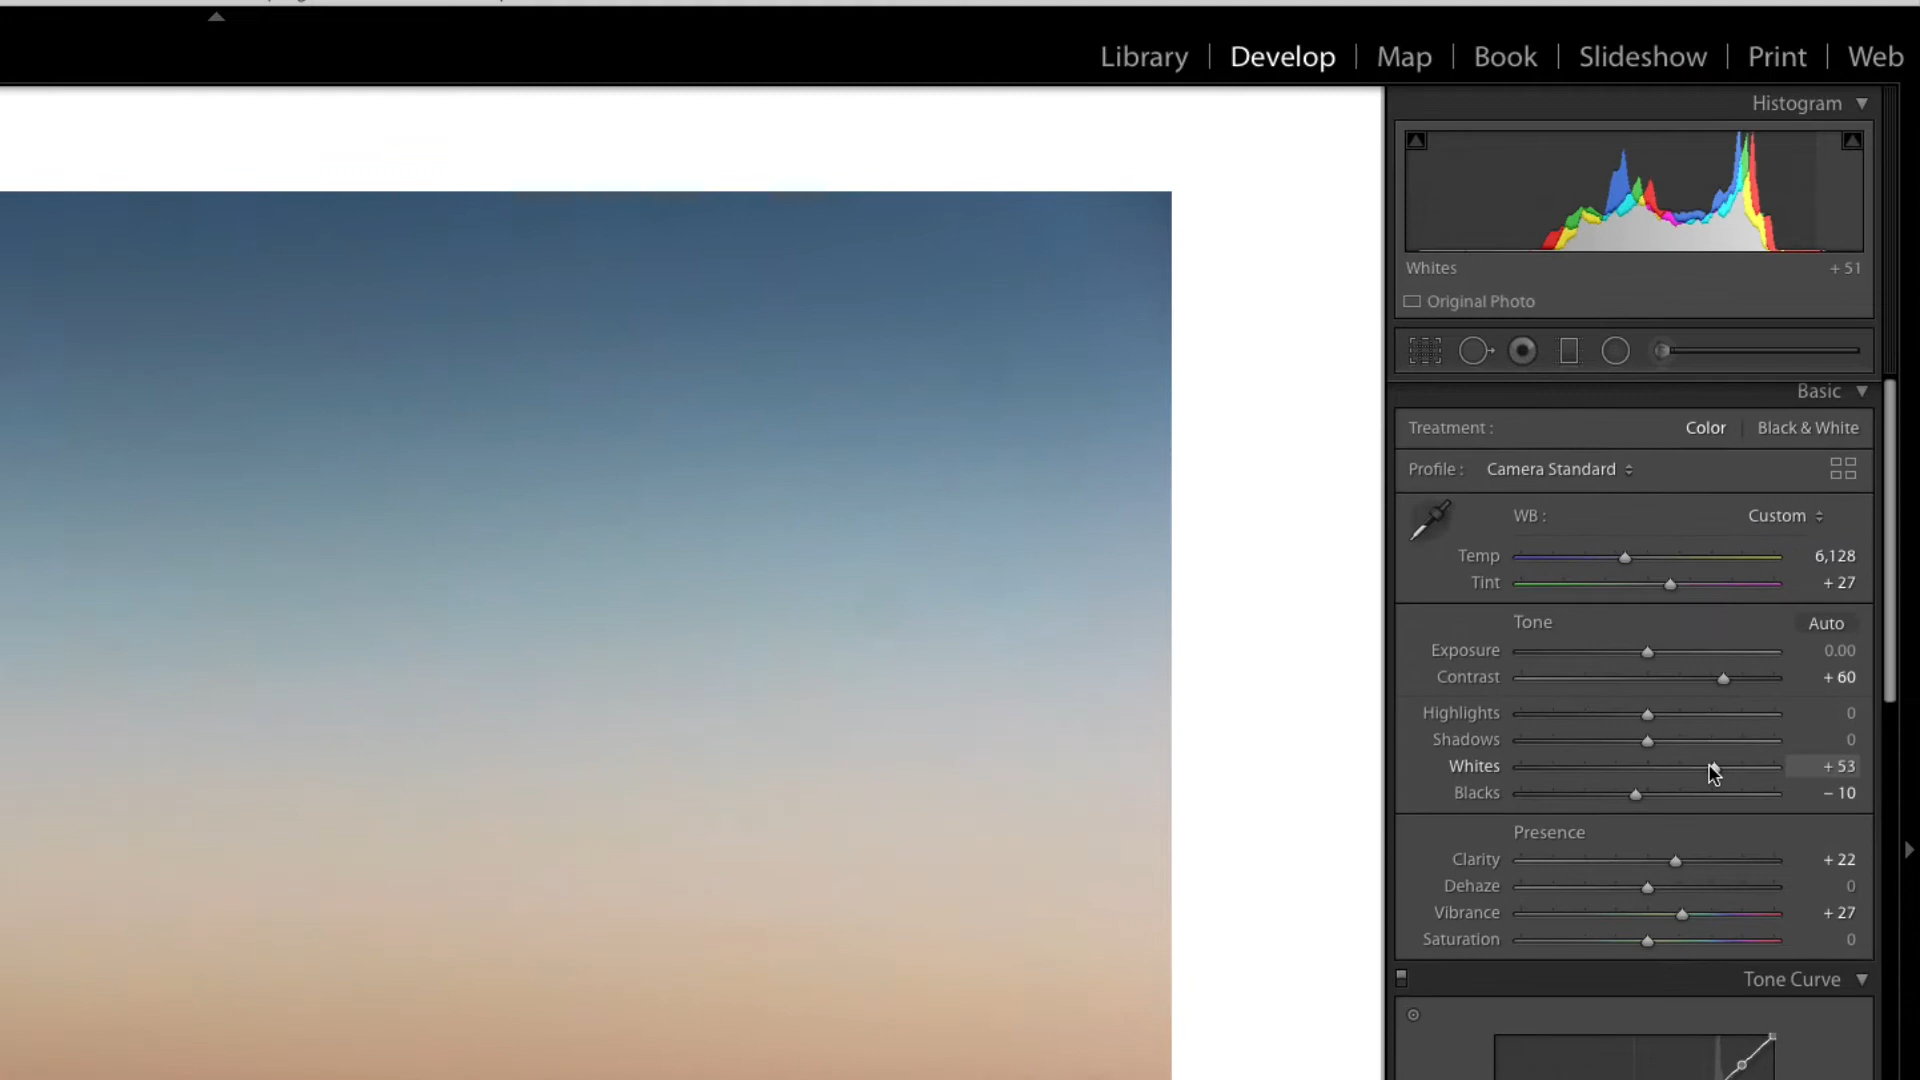 Library | Develop | Map | Book | Slideshow | Print | Web
Histogram
Whites + 51
Original Photo
Basic
Treatment : Color Black & White
Profile : Camera Standard
WB : Custom
Temp 6,128
Tint + 27
Tone Auto
Exposure 0.00
Contrast + 60
Highlights 0
Shadows 0
Whites + 53
Blacks – 10
Presence
Clarity + 22
Dehaze 0
Vibrance + 27
Saturation 0
Tone Curve